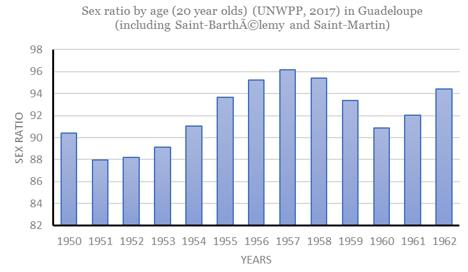 Sex ratio by age (20 year olds) (UNWPP, 2017) in Guadeloupe
(including Saint-BarthÃ©lemy and Saint-Martin)
98
96
94
92
90
88
86
84
82
SEX RATIO
1950 1951 1952 1953 1954 1955 1956 1957 1958 1959 1960 1961 1962
YEARS